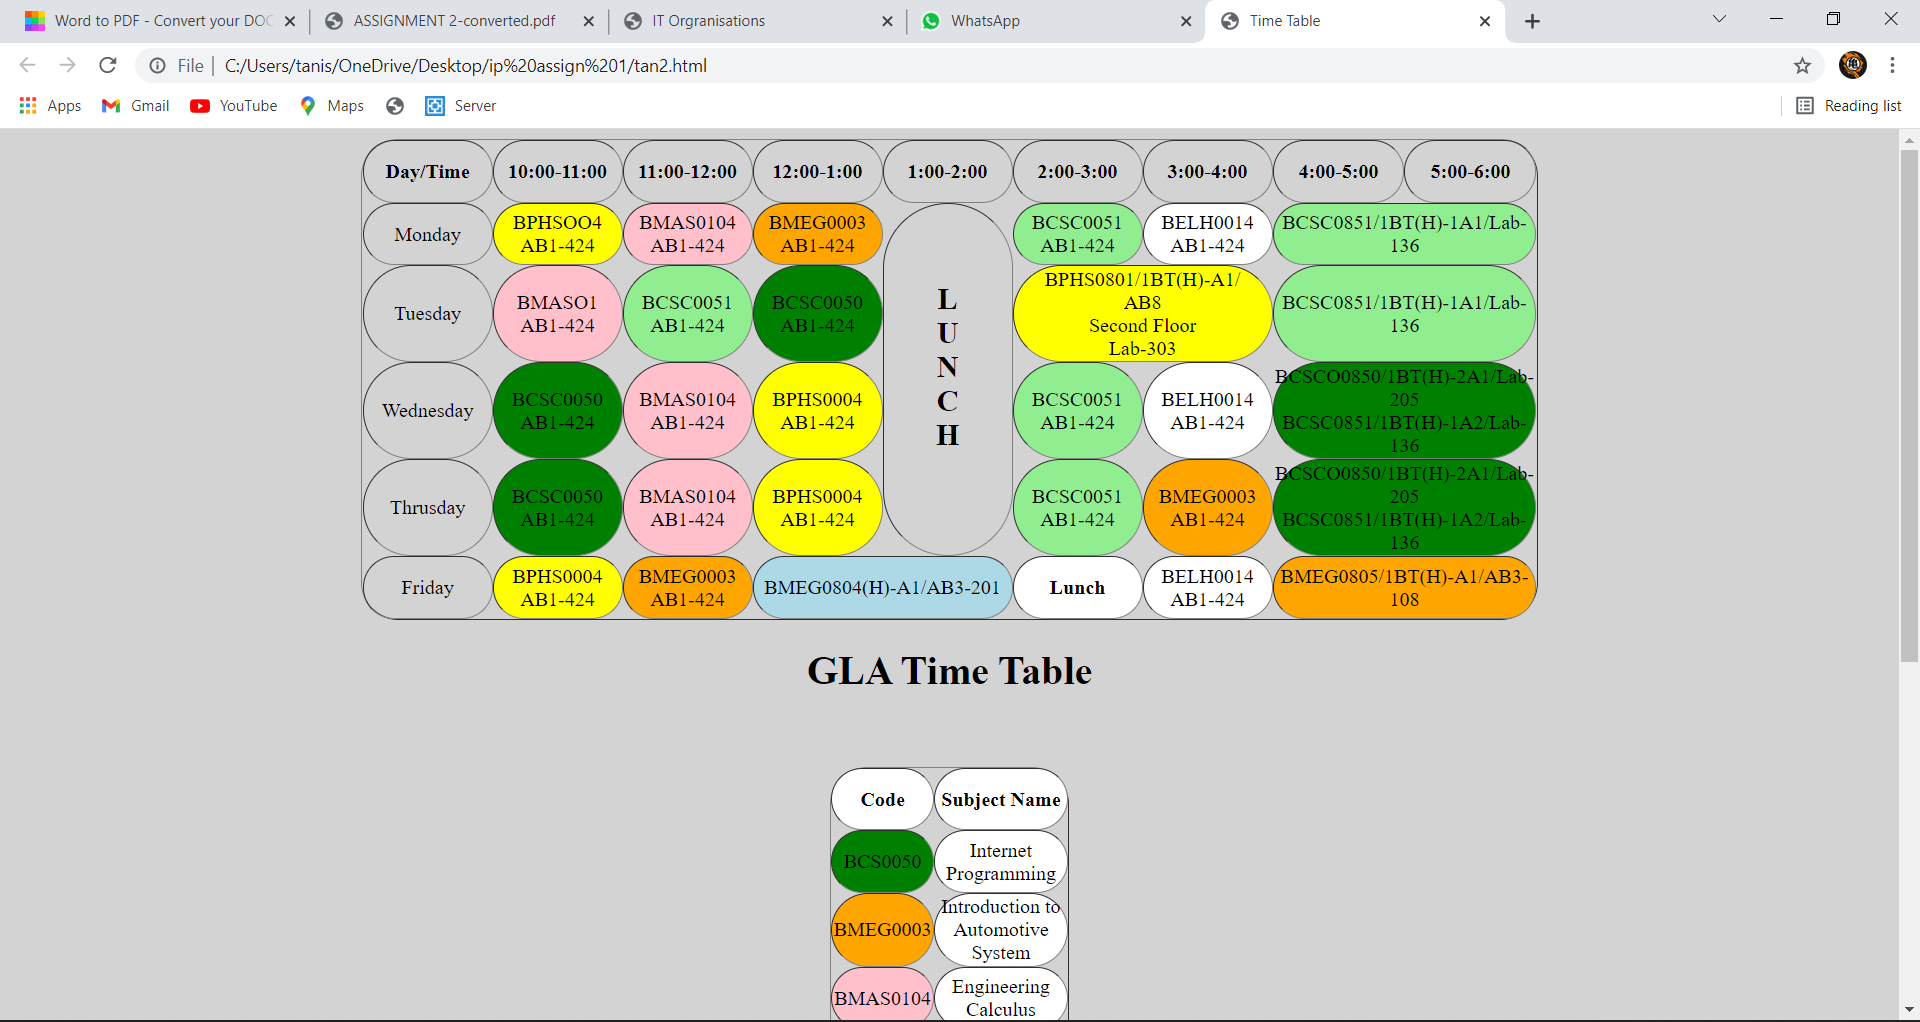 Word to PDF - Convert your DOC
ASSIGNMENT 2-converted.pdf
IT Orgranisations
WhatsApp
Time Table
File
C:/Users/tanis/OneDrive/Desktop/ip%20assign%201/tan2.html
Apps
Gmail
YouTube
Maps
Server
Reading list
Day/Time
10:00-11:00
11:00-12:00
12:00-1:00
1:00-2:00
2:00-3:00
3:00-4:00
4:00-5:00
5:00-6:00
Monday
BPHSOO4
AB1-424
BMAS0104
AB1-424
BMEG0003
AB1-424
L
U
N
C
H
BCSC0051
AB1-424
BELH0014
AB1-424
BCSC0851/1BT(H)-1A1/Lab-
136
Tuesday
BMASO1
AB1-424
BCSC0051
AB1-424
BCSC0050
AB1-424
BPHS0801/1BT(H)-A1/
AB8
Second Floor
Lab-303
BCSC0851/1BT(H)-1A1/Lab-
136
Wednesday
BCSC0050
AB1-424
BMAS0104
AB1-424
BPHS0004
AB1-424
BCSC0051
AB1-424
BELH0014
AB1-424
BCSCO0850/1BT(H)-2A1/Lab-
205
BCSC0851/1BT(H)-1A2/Lab-
136
Thrusday
BCSC0050
AB1-424
BMAS0104
AB1-424
BPHS0004
AB1-424
BCSC0051
AB1-424
BMEG0003
AB1-424
BCSCO0850/1BT(H)-2A1/Lab-
205
BCSC0851/1BT(H)-1A2/Lab-
136
Friday
BPHS0004
AB1-424
BMEG0003
AB1-424
BMEG0804(H)-A1/AB3-201
Lunch
BELH0014
AB1-424
BMEG0805/1BT(H)-A1/AB3-
108
GLA Time Table
Code
Subject Name
BCS0050
Internet
Programming
BMEG0003
Introduction to
Automotive
System
BMAS0104
Engineering
Calculus